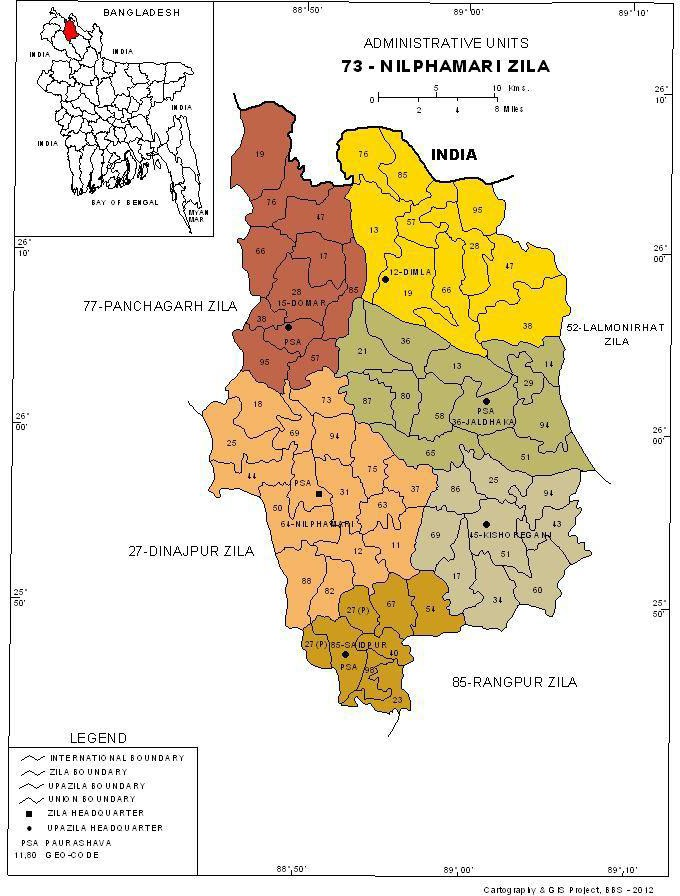 BANGLADESH
INDIA
INDIA
INDIA
INDIA
BAY OF BENGAL
MYAN
MAR
88°50'
89°00'
89°10'
ADMINISTRATIVE UNITS
73 - NILPHAMARI ZILA
5 10 Kms.
0
2 4 8 Miles
26°
10'
26°
10'
INDIA
19
76
85
76
47
95
57
13
66
17
28
47
26°
00'
12-DIMLA
28
85
19
66
15-DOMAR
77-PANCHAGARH ZILA
38
38
52-LALMONIRHAT
ZILA
PSA
36
21
57
95
13
14
29
73
87
80
18
PSA
58
36-JALDHAKA
94
26°
00'
26°
00'
69
94
25
65
51
75
44
25
PSA
31
37
86
94
50
63
43
64-NILPHAMARI
69
45-KISHOREGANJ
11
12
51
27-DINAJPUR ZILA
88
82
17
60
34
25°
50'
25°
50'
27(P)
67
54
27(P)
85-SAIDPUR
40
PSA
98
23
85-RANGPUR ZILA
LEGEND
INTERNATIONAL BOUNDARY
ZILA BOUNDARY
UPAZILA BOUNDARY
UNION BOUNDARY
ZILA HEADQUARTER
UPAZILA HEADQUARTER
PSA PAURASHAVA
11,80 GEO-CODE
88°50'
89°00'
89°10'
Cartography & GIS Project, BBS - 2012